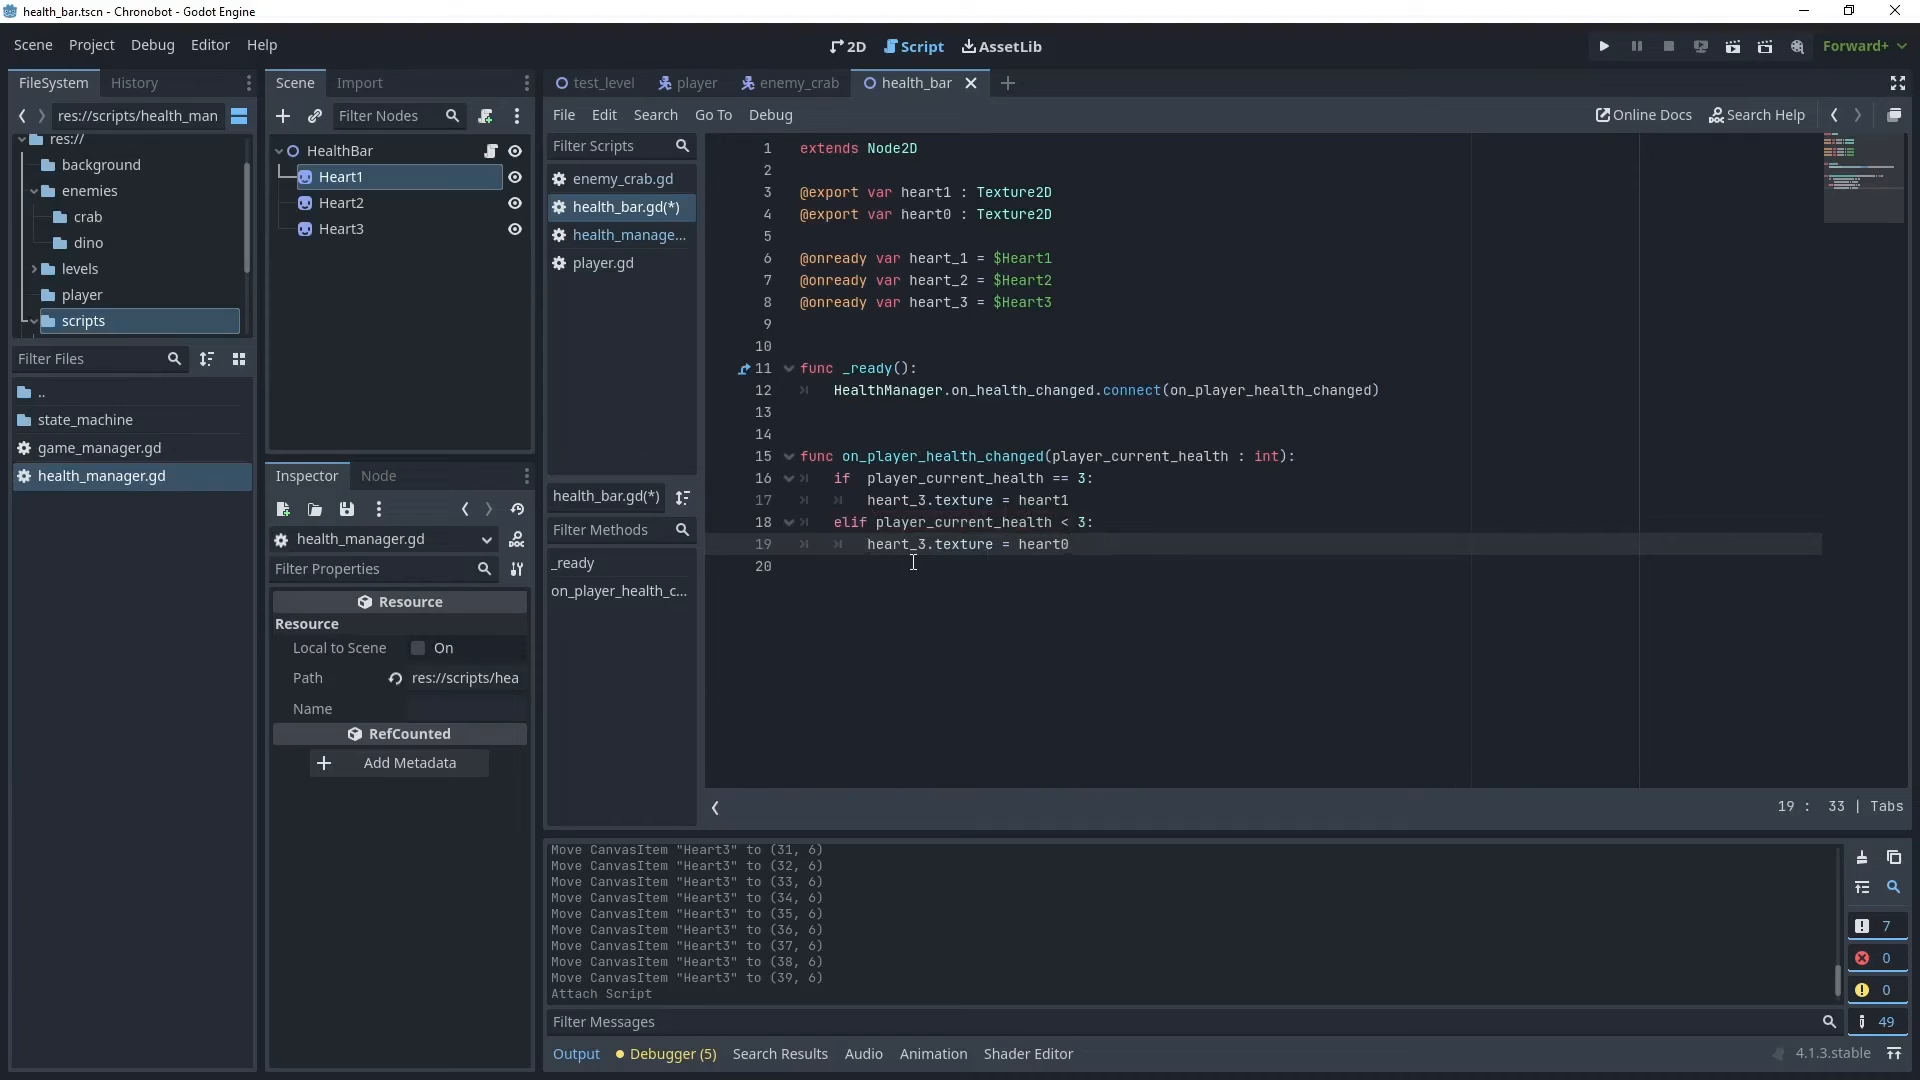 health_bar.tscn - Chronobot - Godot Engine
Scene Project Debug Editor Help
2D Script AssetLib
Forward+
FileSystem History
res://scripts/health_man
res://
background
enemies
crab
dino
levels
player
scripts
Filter Files
..
state_machine
game_manager.gd
health_manager.gd
Scene Import
Filter Nodes
HealthBar
Heart1
Heart2
Heart3
Inspector Node
health_manager.gd
Filter Properties
Resource
Resource
Local to Scene On
Path res://scripts/hea
Name
RefCounted
Add Metadata
test_level player enemy_crab health_bar
File Edit Search Go To Debug
Online Docs Search Help
Filter Scripts
enemy_crab.gd
health_bar.gd(*)
health_manage...
player.gd
health_bar.gd(*)
Filter Methods
_ready
on_player_health_c...
1 extends Node2D
2
3 @export var heart1 : Texture2D
4 @export var heart0 : Texture2D
5
6 @onready var heart_1 = $Heart1
7 @onready var heart_2 = $Heart2
8 @onready var heart_3 = $Heart3
9
10
11 func _ready():
12 HealthManager.on_health_changed.connect(on_player_health_changed)
13
14
15 func on_player_health_changed(player_current_health : int):
16 if player_current_health == 3:
17 heart_3.texture = heart1
18 elif player_current_health < 3:
19 heart_3.texture = heart0
20
19 : 33 | Tabs
Move CanvasItem "Heart3" to (31, 6)
Move CanvasItem "Heart3" to (32, 6)
Move CanvasItem "Heart3" to (33, 6)
Move CanvasItem "Heart3" to (34, 6)
Move CanvasItem "Heart3" to (35, 6)
Move CanvasItem "Heart3" to (36, 6)
Move CanvasItem "Heart3" to (37, 6)
Move CanvasItem "Heart3" to (38, 6)
Move CanvasItem "Heart3" to (39, 6)
Attach Script
7
0
0
49
Filter Messages
Output Debugger (5) Search Results Audio Animation Shader Editor
4.1.3.stable